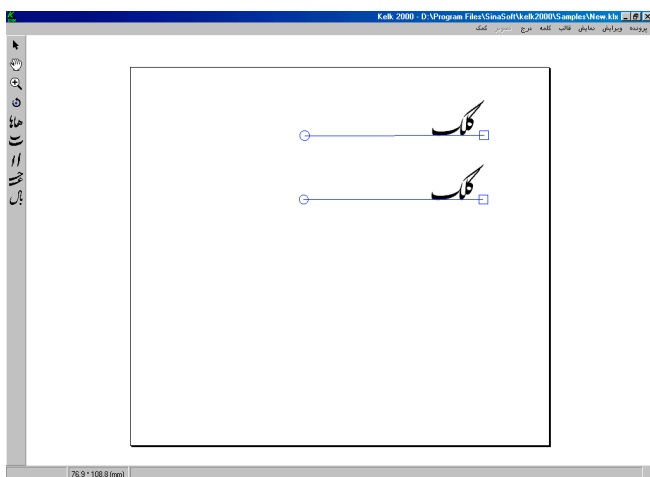 Kelk 2000 - D:\Program Files\SinaSoft\kelk2000\Samples\New.klx
پرونده ویرایش نمایش قالب کلمه درج تصویر کمک
کلک
کلک
76.9 * 108.8 (mm)